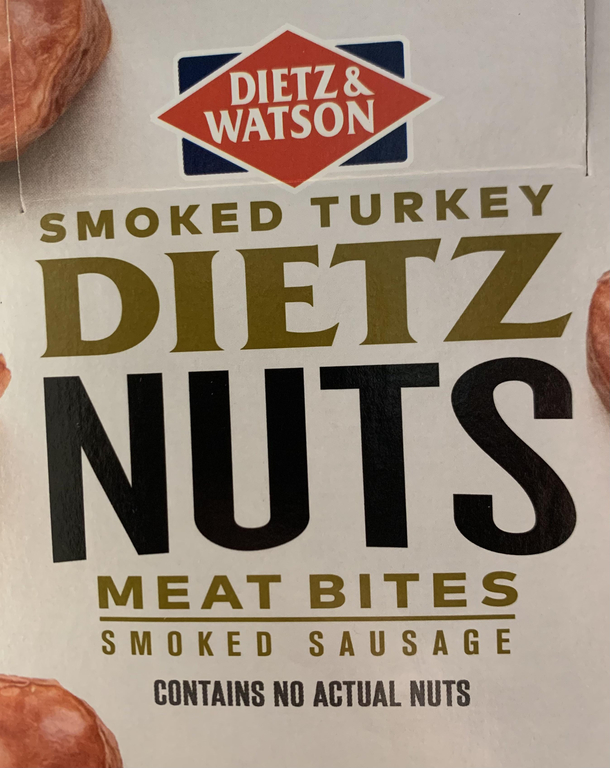 DIETZ &
WATSON
SMOKED TURKEY
DIETZ
NUTS
MEAT BITES
SMOKED SAUSAGE
CONTAINS NO ACTUAL NUTS